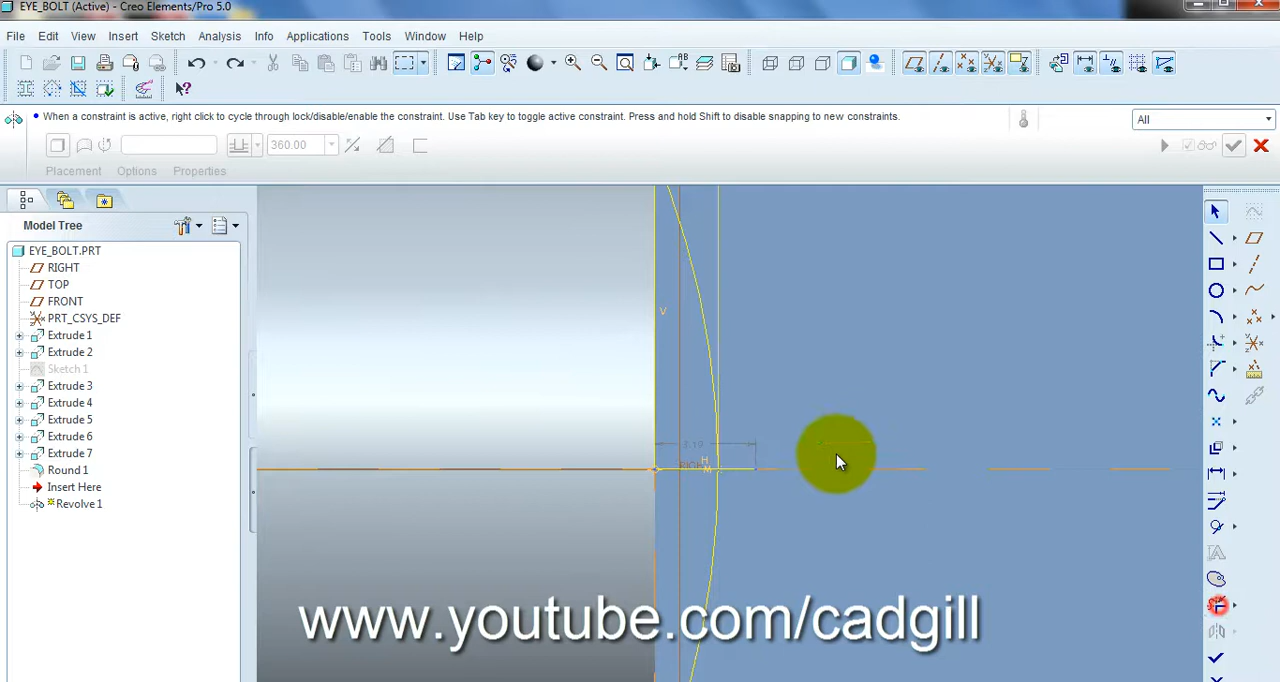 EYE_BOLT (Active) - Creo Elements/Pro 5.0
File Edit View Insert Sketch Analysis Info Applications Tools Window Help
When a constraint is active, right click to cycle through lock/disable/enable the constraint. Use Tab key to toggle active constraint. Press and hold Shift to disable snapping to new constraints.
All
360.00
Placement Options Properties
Model Tree
EYE_BOLT.PRT
RIGHT
TOP
FRONT
PRT_CSYS_DEF
Extrude 1
Extrude 2
Sketch 1
Extrude 3
Extrude 4
Extrude 5
Extrude 6
Extrude 7
Round 1
Insert Here
Revolve 1
V
H
M
www.youtube.com/cadgill